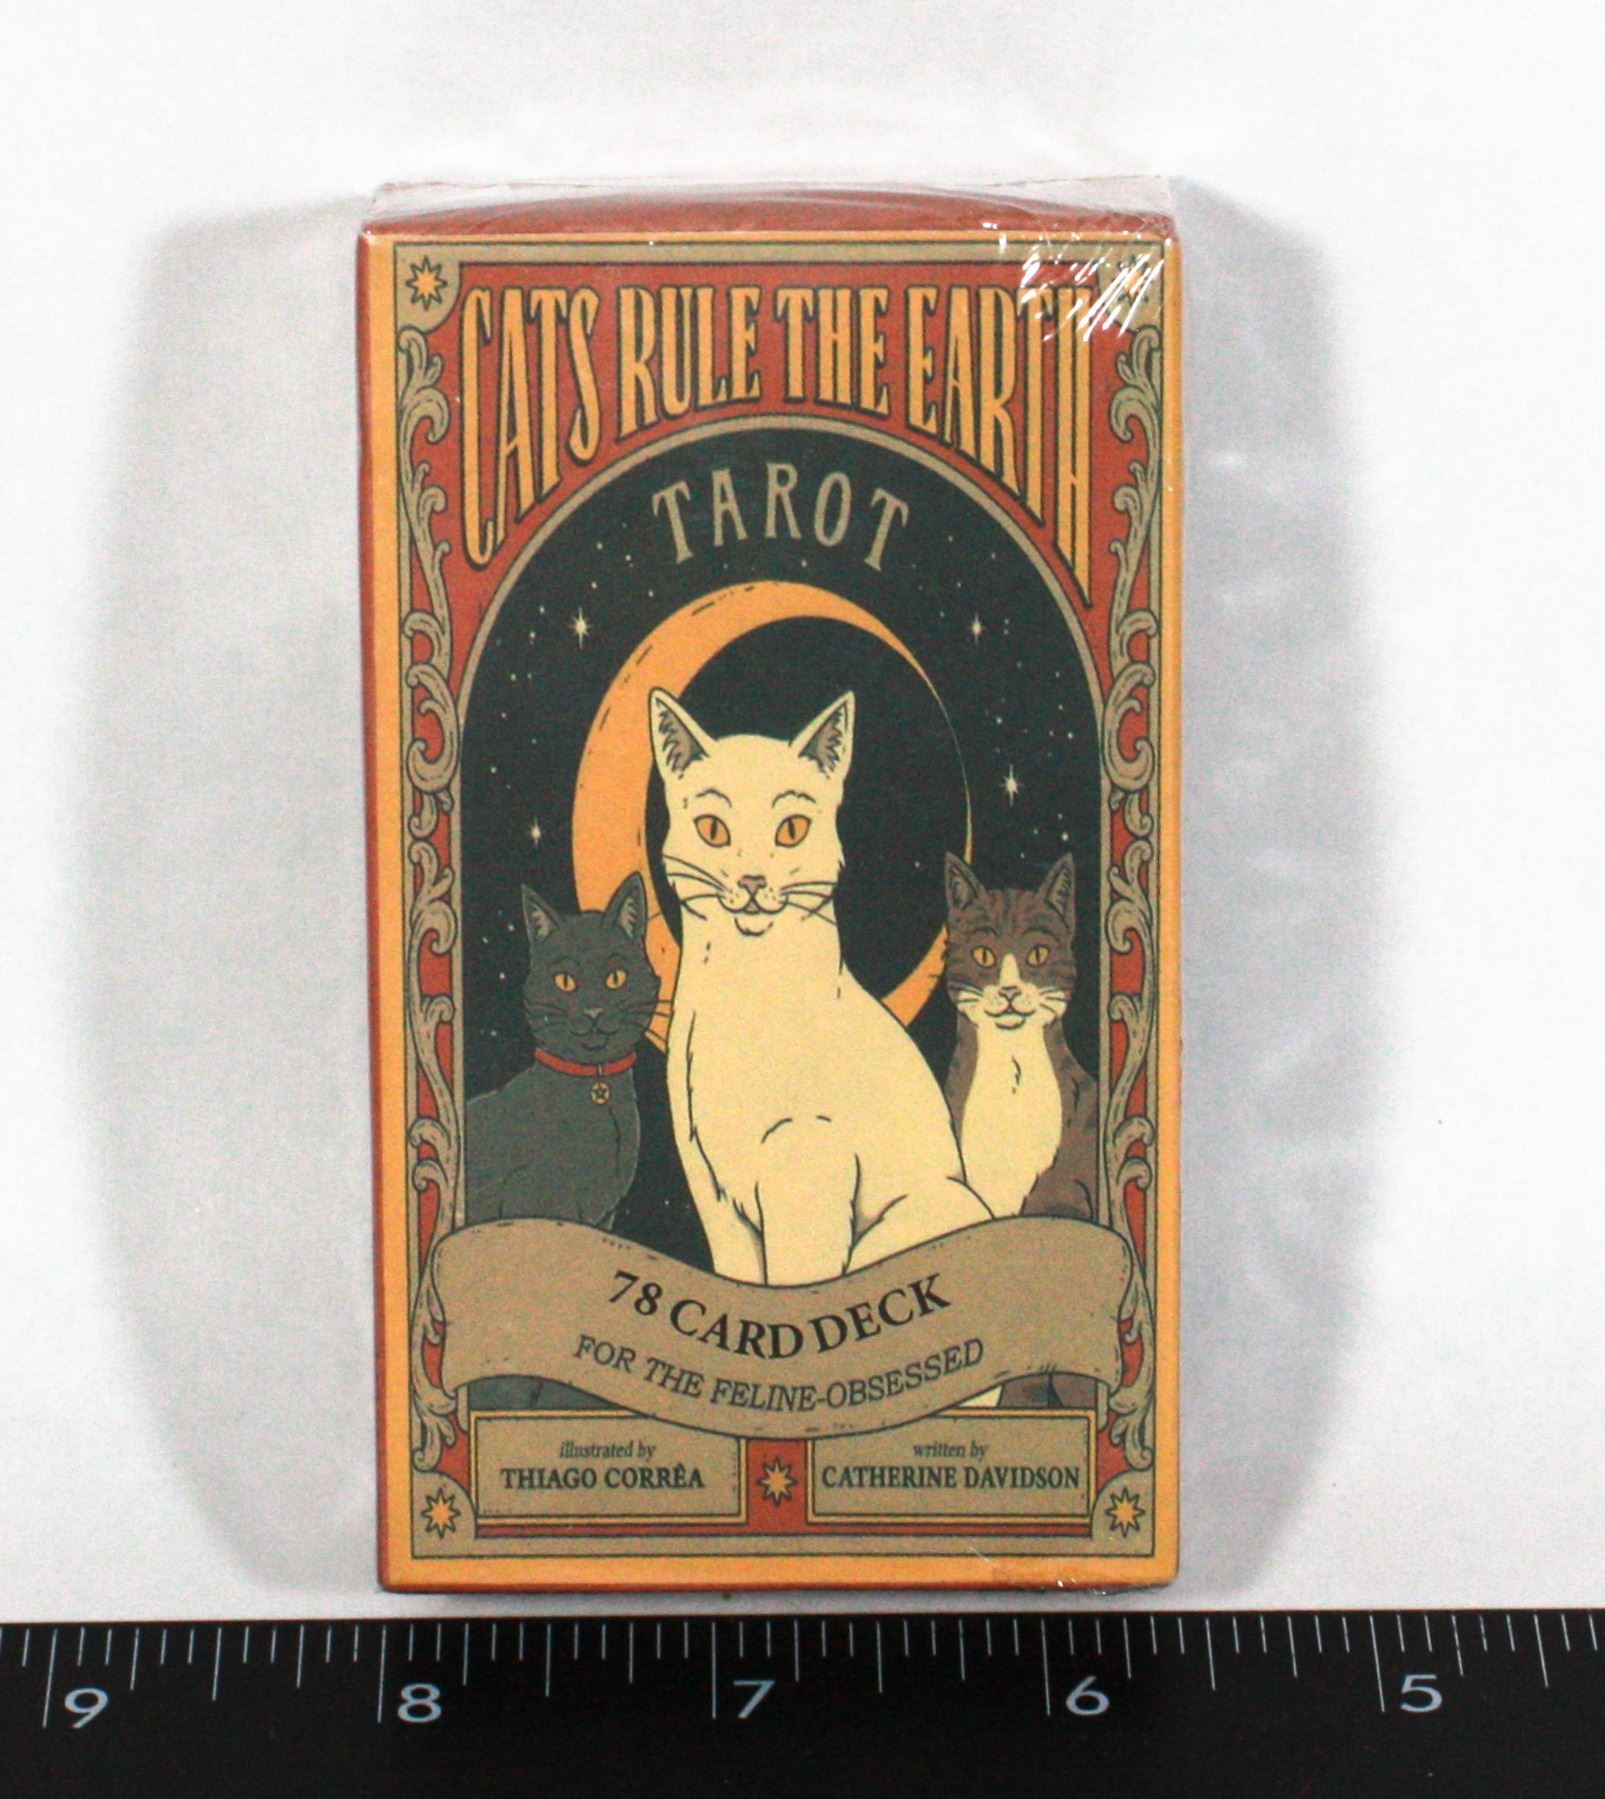 CATS RULE THE EARTH
TAROT
78 CARD DECK
FOR THE FELINE-OBSESSED
illustrated by
THIAGO CORRÊA
written by
CATHERINE DAVIDSON
9 8 7 6 5